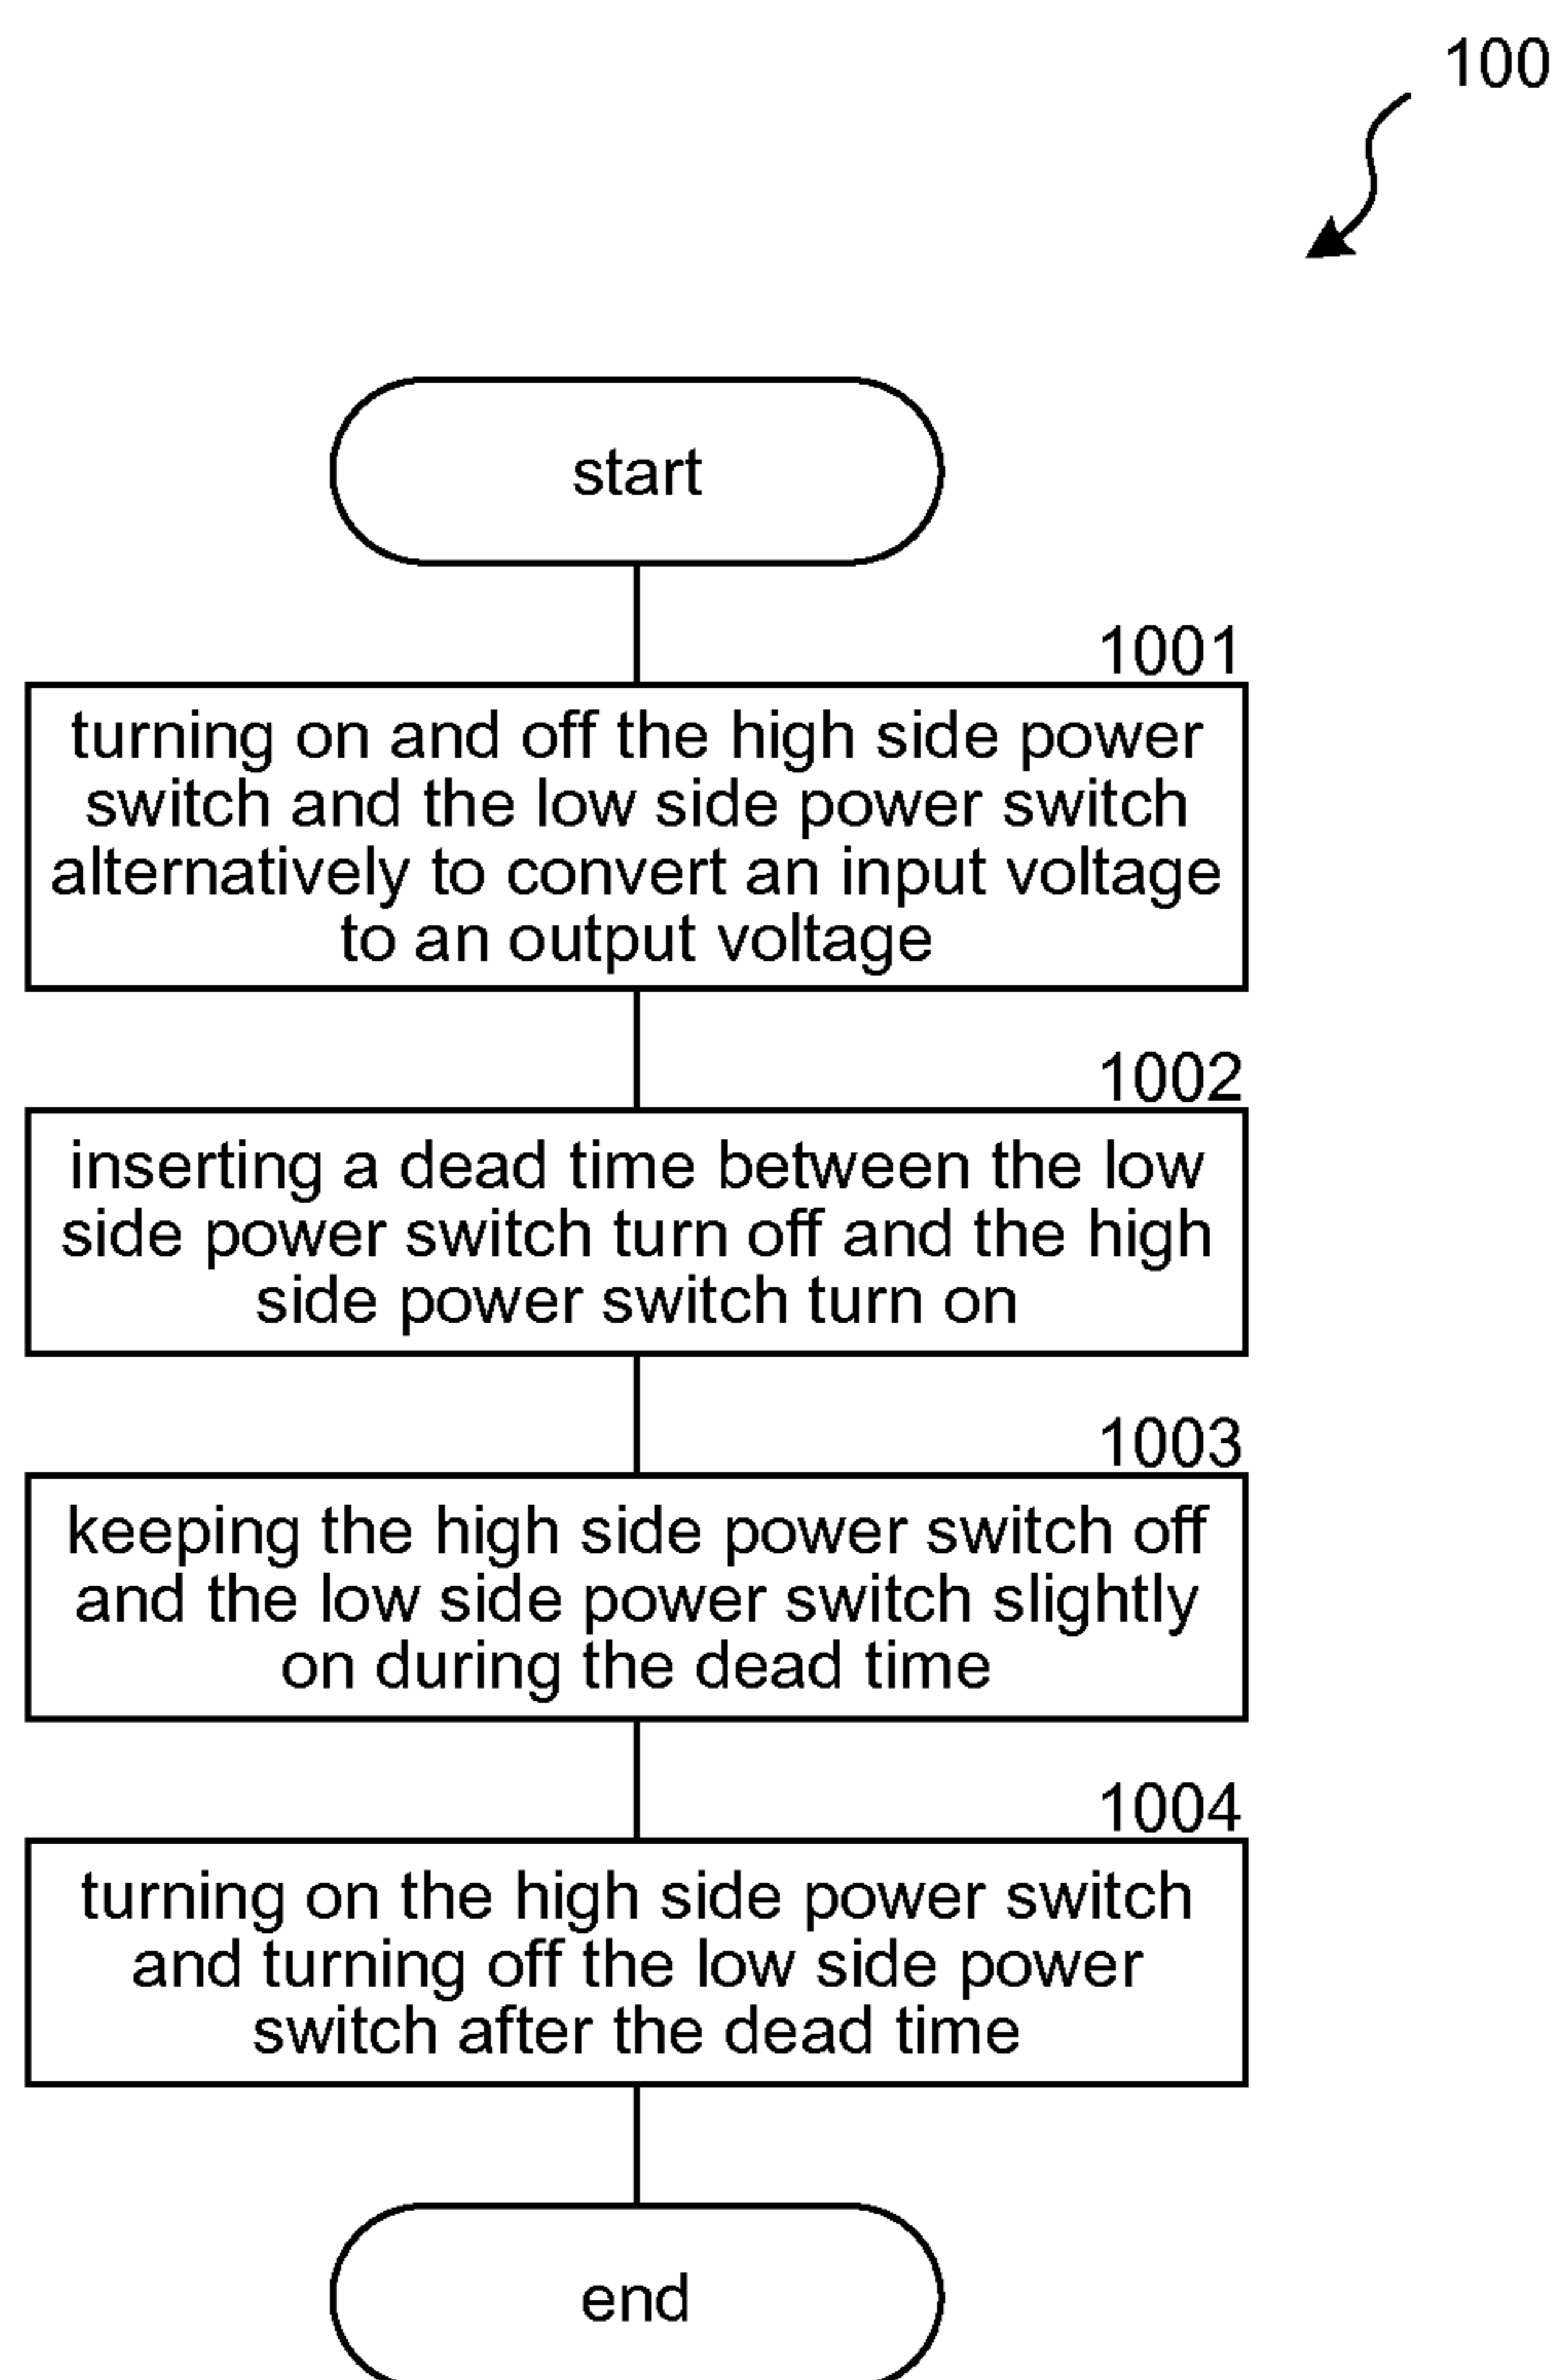 100
start
1001
turning on and off the high side power
switch and the low side power switch
alternatively to convert an input voltage
to an output voltage
1002
inserting a dead time between the low
side power switch turn off and the high
side power switch turn on
1003
keeping the high side power switch off
and the low side power switch slightly
on during the dead time
1004
turning on the high side power switch
and turning off the low side power
switch after the dead time
end